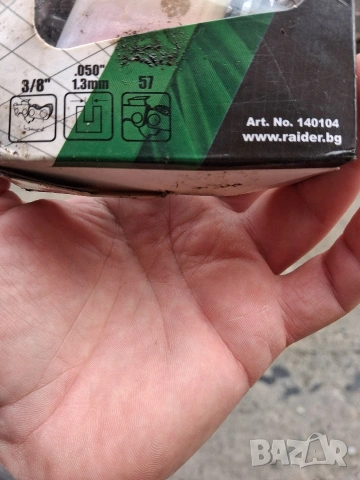 3/8"
.050"
1.3mm
57
Art. No. 140104
www.raider.bg
BAZAR